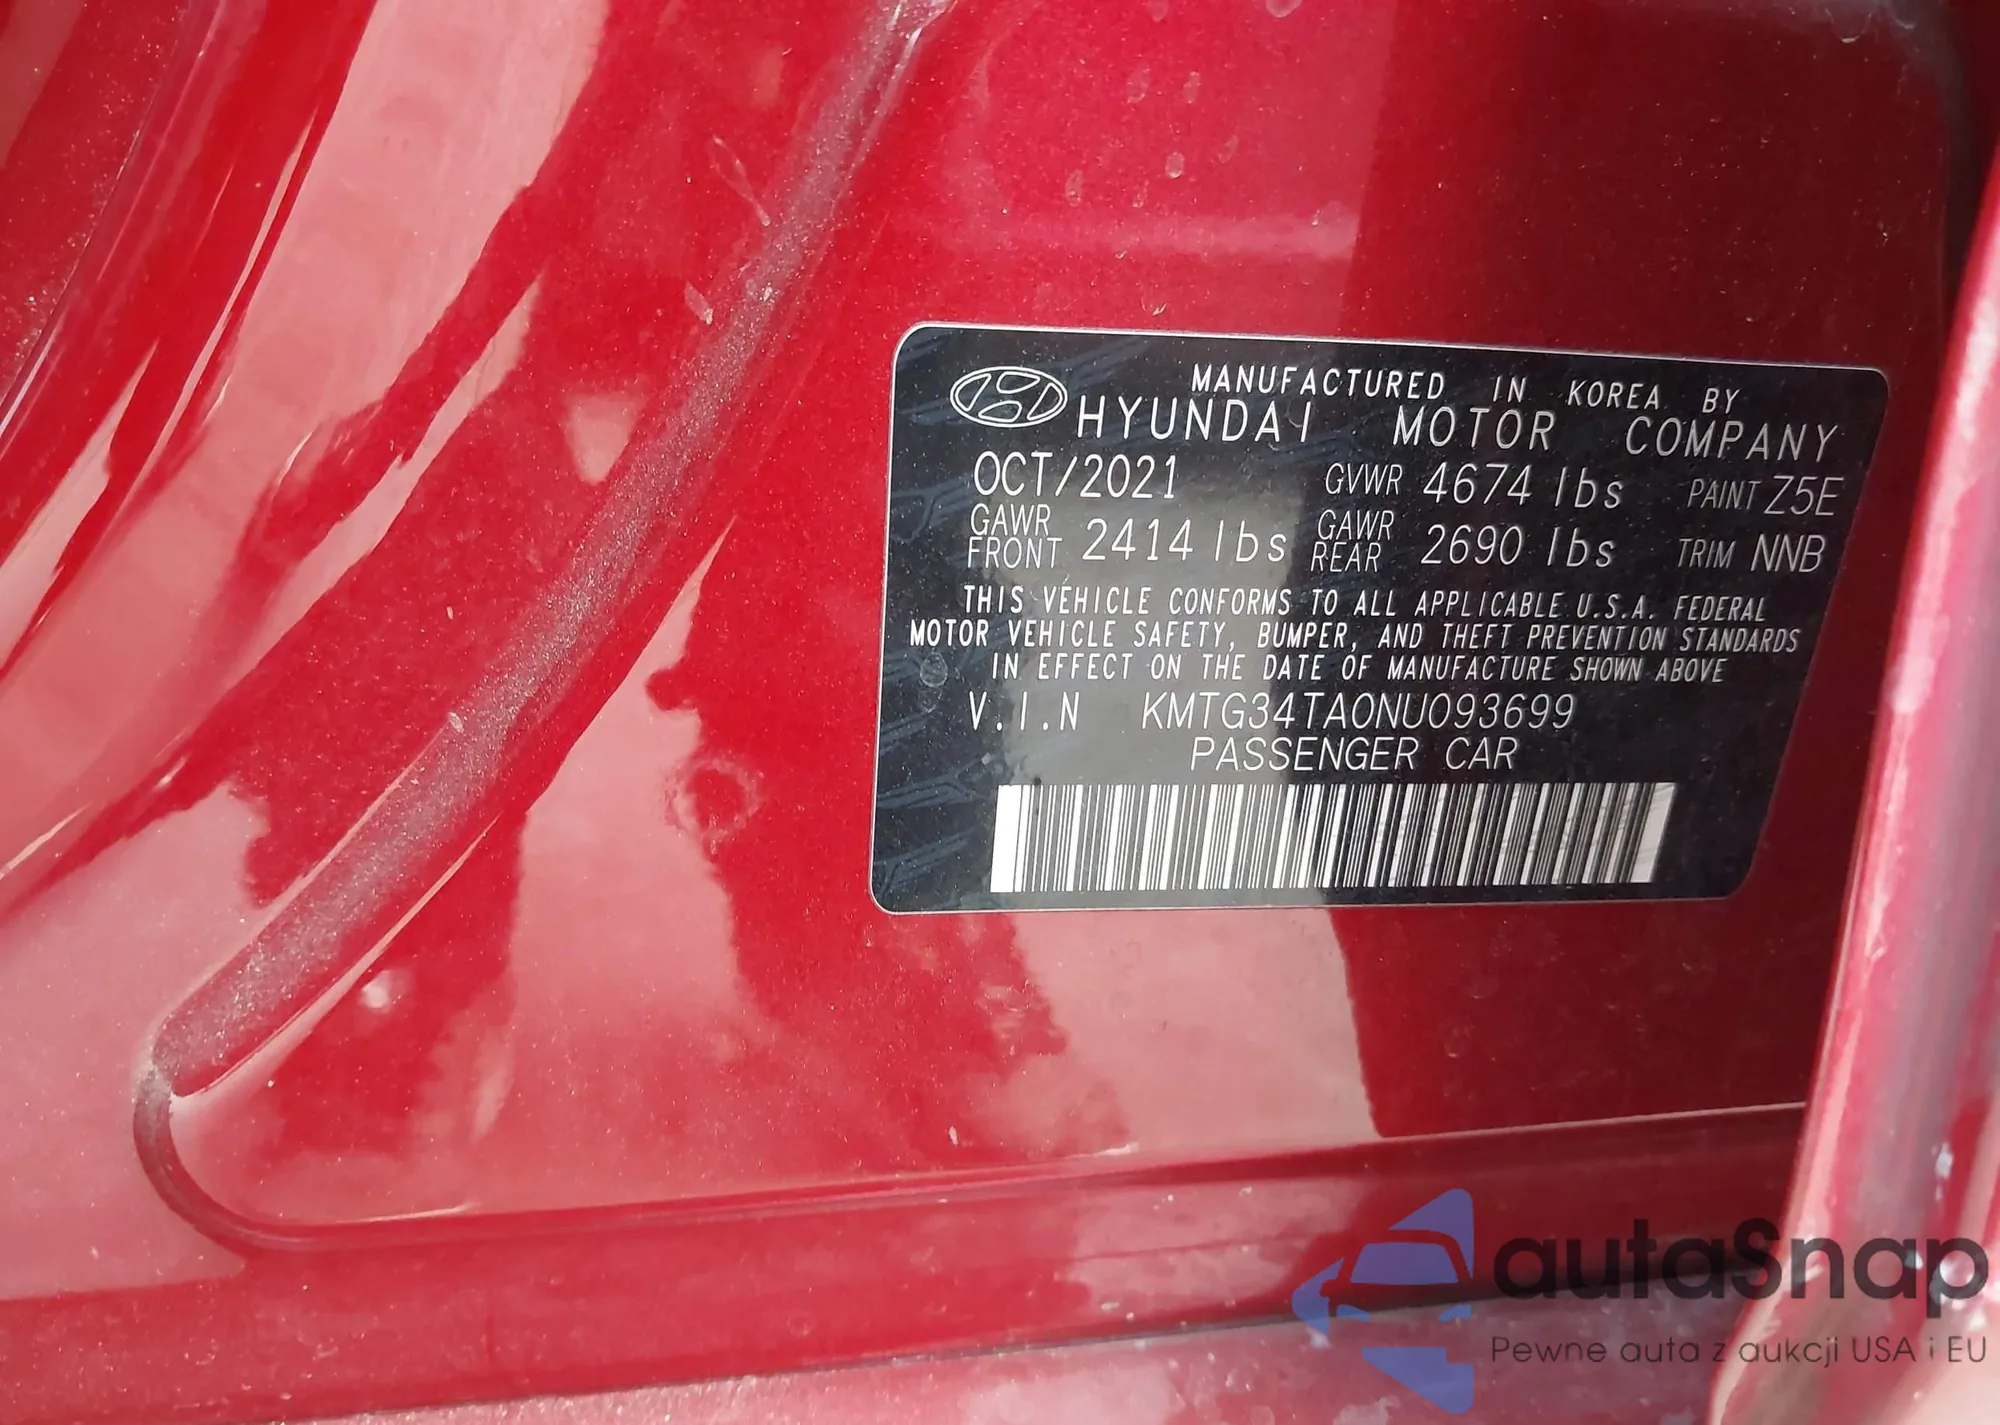 MANUFACTURED IN KOREA BY
HYUNDAI MOTOR COMPANY
OCT/2021 GVWR 4674 lbs PAINT Z5E
GAWR FRONT 2414 lbs GAWR REAR 2690 lbs TRIM NNB
THIS VEHICLE CONFORMS TO ALL APPLICABLE U.S.A. FEDERAL
MOTOR VEHICLE SAFETY, BUMPER, AND THEFT PREVENTION STANDARDS
IN EFFECT ON THE DATE OF MANUFACTURE SHOWN ABOVE
V.I.N KMTG34TA0NU093699
PASSENGER CAR
autaSnap
Pewne auta z aukcji USA i EU